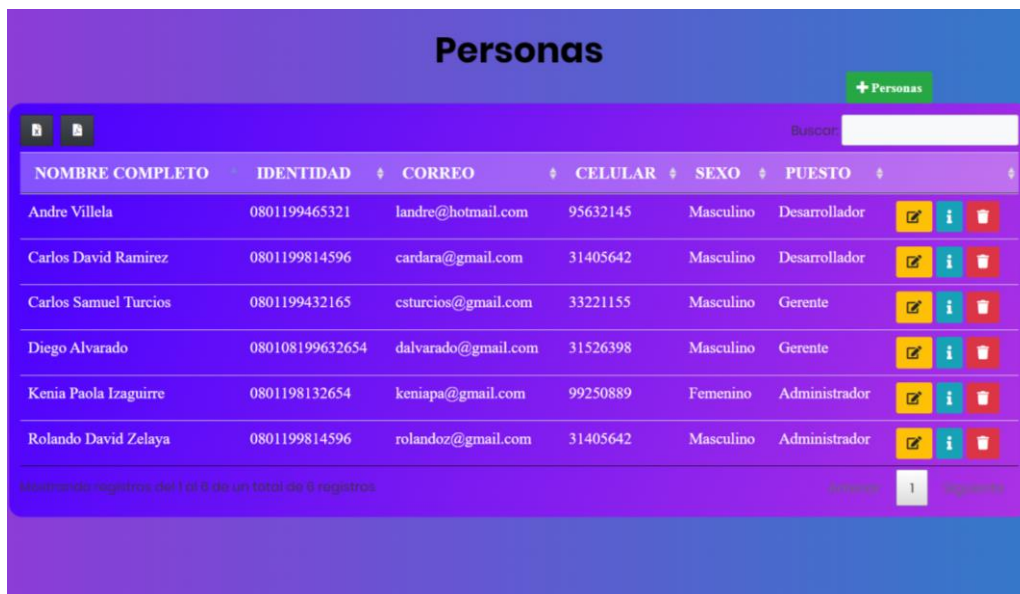 Personas
Personas
Buscar:
NOMBRE COMPLETO IDENTIDAD CORREO CELULAR SEXO PUESTO
Andre Villela 0801199465321 landre@hotmail.com 95632145 Masculino Desarrollador
Carlos David Ramirez 0801199814596 cardara@gmail.com 31405642 Masculino Desarrollador
Carlos Samuel Turcios 0801199432165 csturcios@gmail.com 33221155 Masculino Gerente
Diego Alvarado 080108199632654 dalvarado@gmail.com 31526398 Masculino Gerente
Kenia Paola Izaguirre 0801198132654 keniapa@gmail.com 99250889 Femenino Administrador
Rolando David Zelaya 0801199814596 rolandoz@gmail.com 31405642 Masculino Administrador
Mostrando registros del 1 al 6 de un total de 6 registros Anterior 1 Siguiente